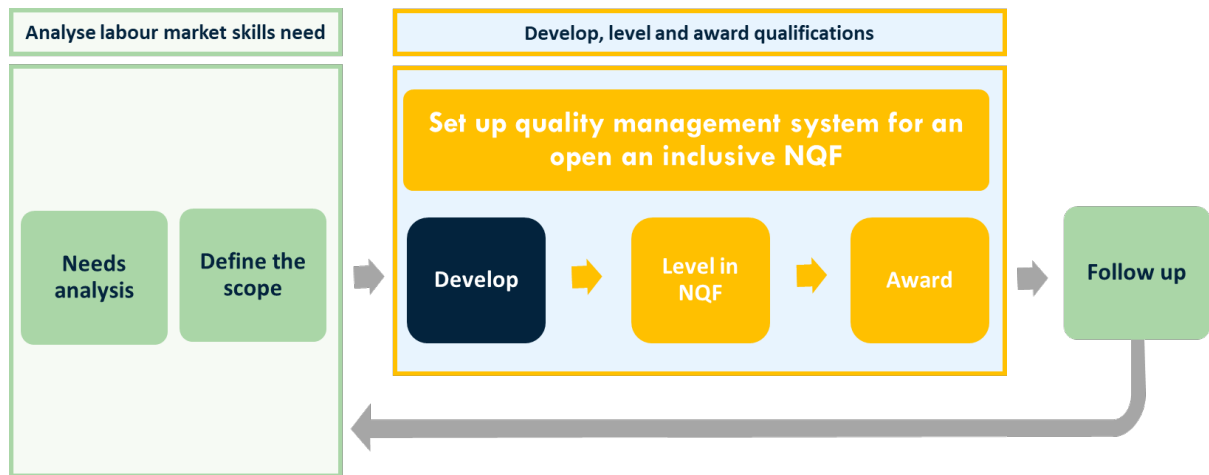 Analyse labour market skills need
Develop, level and award qualifications
Set up quality management system for an
open an inclusive NQF
Needs
analysis
Define the
scope
Develop
Level in
NQF
Award
Follow up